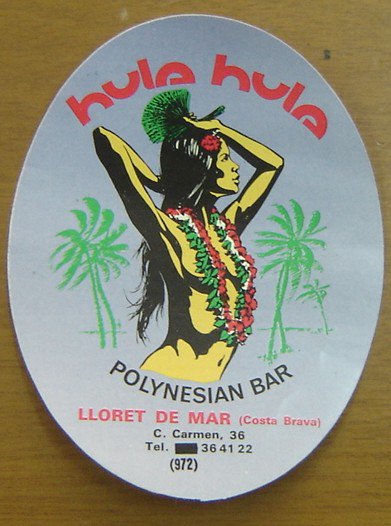 hula hula
POLYNESIAN BAR
LLORET DE MAR (Costa Brava)
C. Carmen, 36
Tel. 36 41 22
(972)